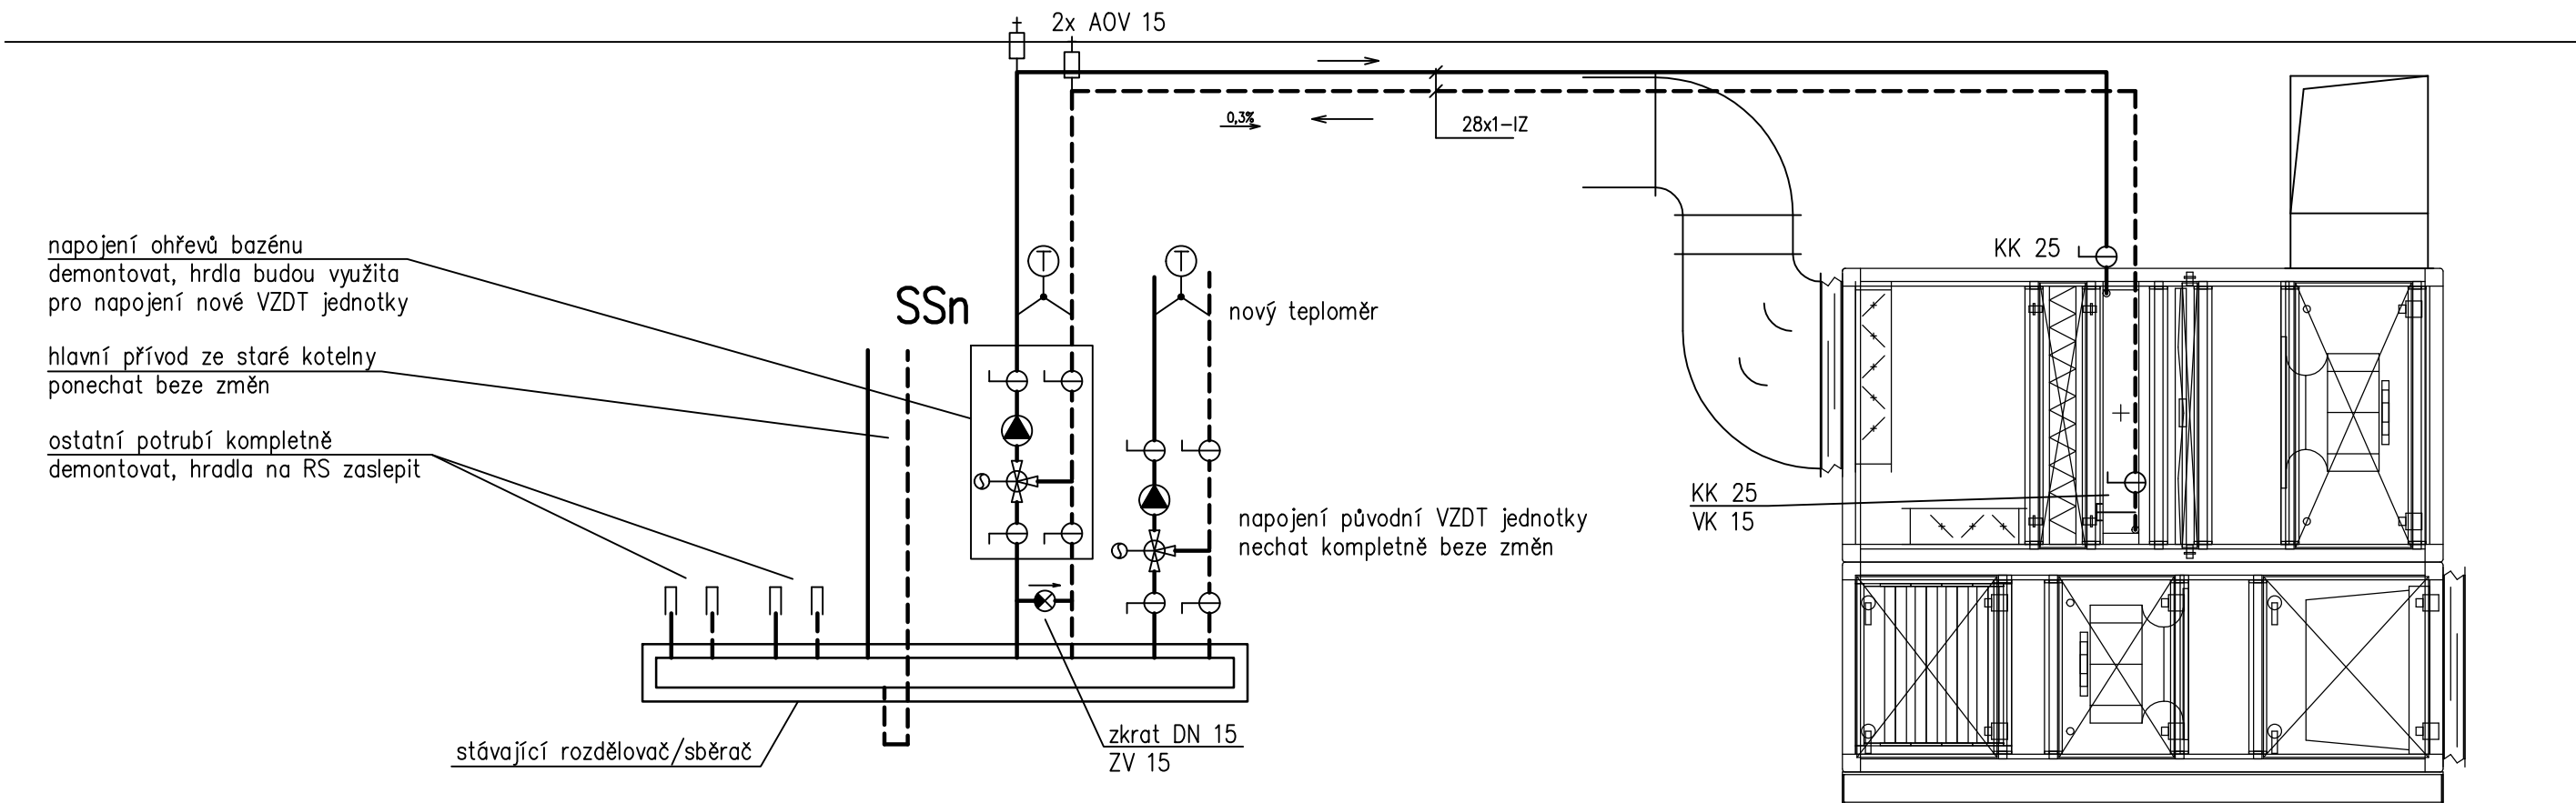 2x AOV 15
0,3%
28x1-IZ
napojení ohřevů bazénu
demontovat, hrdla budou využita
pro napojení nové VZDT jednotky
hlavní přívod ze staré kotelny
ponechat beze změn
ostatní potrubí kompletně
demontovat, hradla na RS zaslepit
SSn
T
T
nový teploměr
KK 25
KK 25
VK 15
napojení původní VZDT jednotky
nechat kompletně beze změn
stávající rozdělovač/sběrač
zkrat DN 15
ZV 15